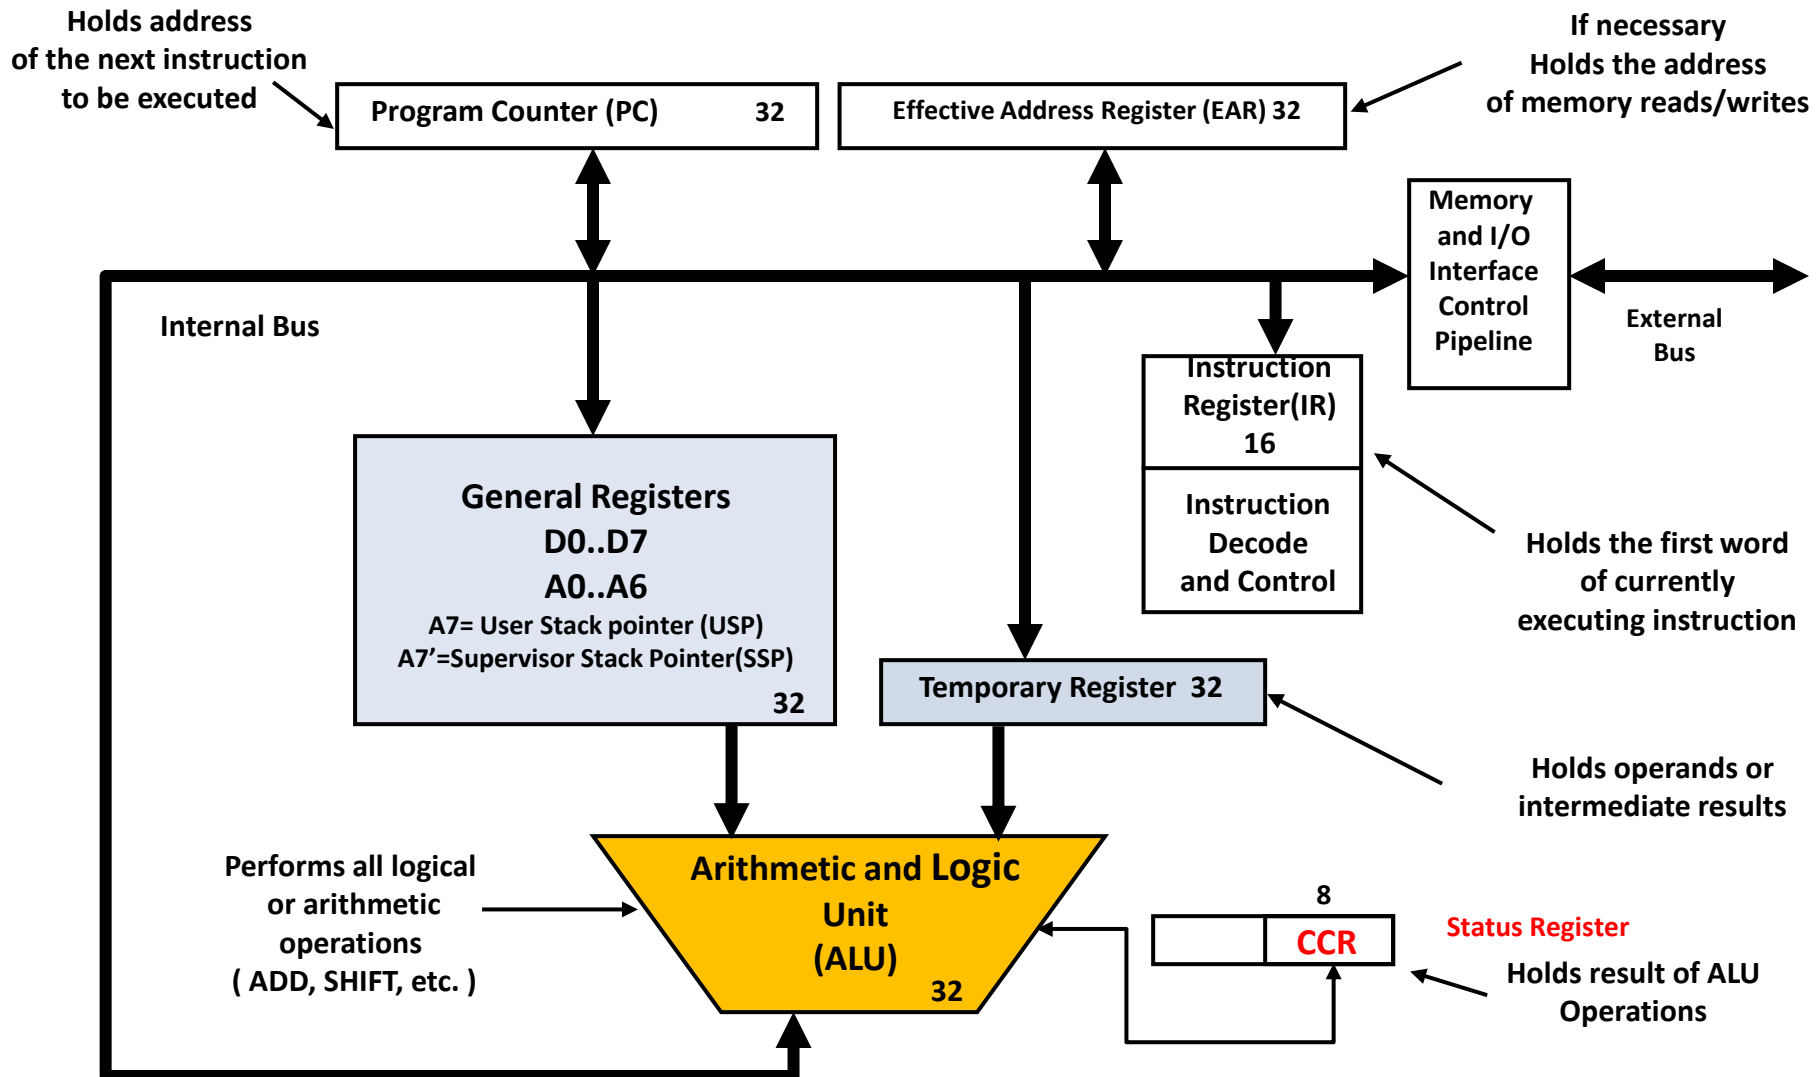 Holds address
of the next instruction
to be executed
Program Counter (PC) 32
Effective Address Register (EAR) 32
If necessary
Holds the address
of memory reads/writes
Memory
and I/O
Interface
Control
Pipeline
External
Bus
Internal Bus
Instruction
Register(IR)
16
Instruction
Decode
and Control
Holds the first word
of currently
executing instruction
General Registers
D0..D7
A0..A6
A7= User Stack pointer (USP)
A7’=Supervisor Stack Pointer(SSP)
32
Temporary Register 32
Holds operands or
intermediate results
Performs all logical
or arithmetic
operations
( ADD, SHIFT, etc. )
Arithmetic and Logic
Unit
(ALU)
32
8
CCR
Status Register
Holds result of ALU
Operations